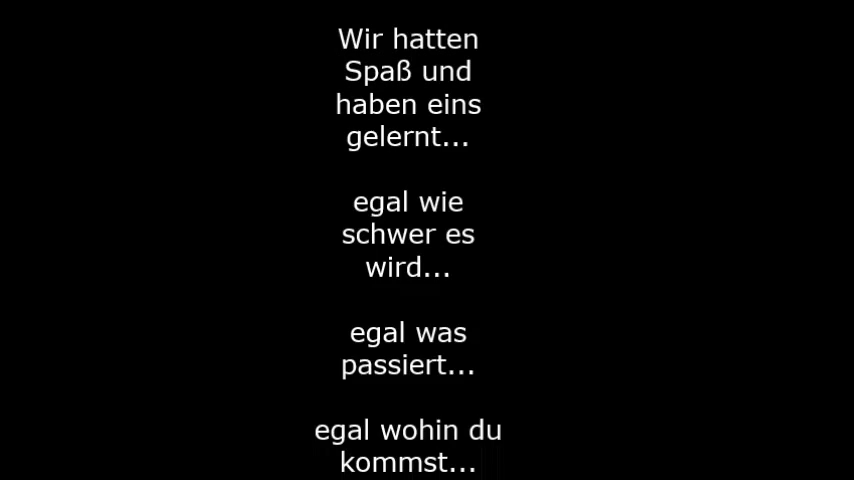 Wir hatten
Spaß und
haben eins
gelernt...
egal wie
schwer es
wird...
egal was
passiert...
egal wohin du
kommst...